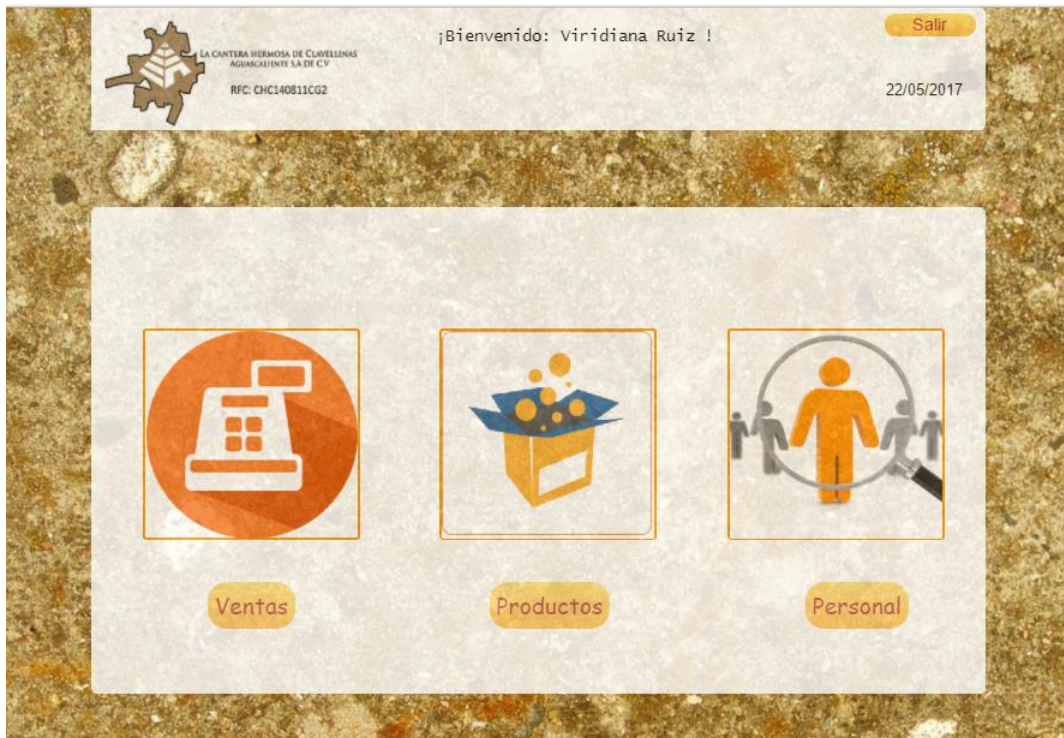 LA CANTERA HERMOSA DE CLAVELLINAS
AGUASCALIENTE S.A DE C.V
RFC: CHC140811CG2
¡Bienvenido: Viridiana Ruiz !
Salir
22/05/2017
Ventas
Productos
Personal